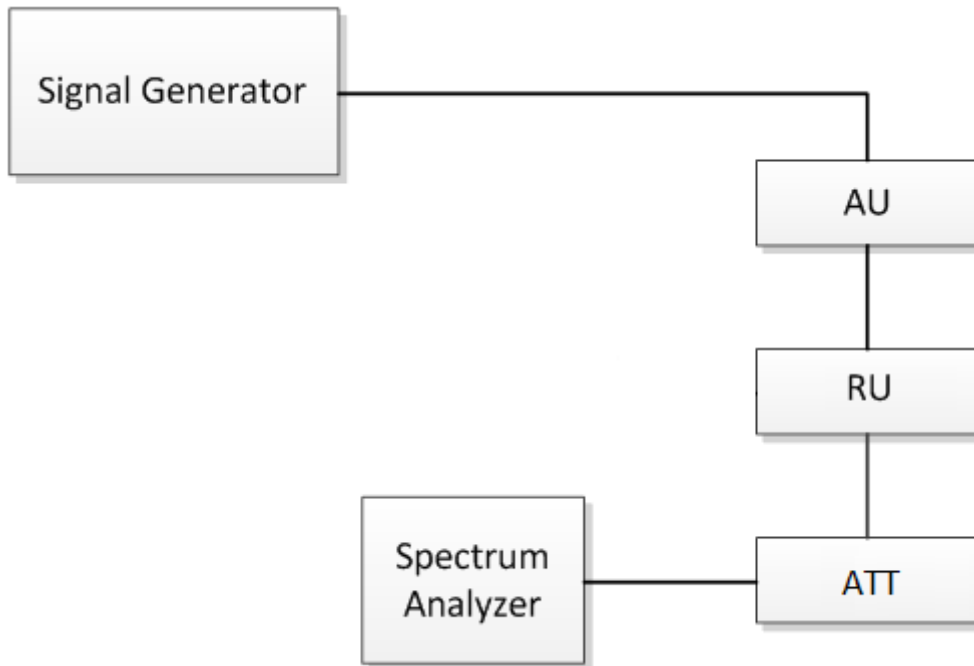 Signal Generator
AU
RU
ATT
Spectrum
Analyzer